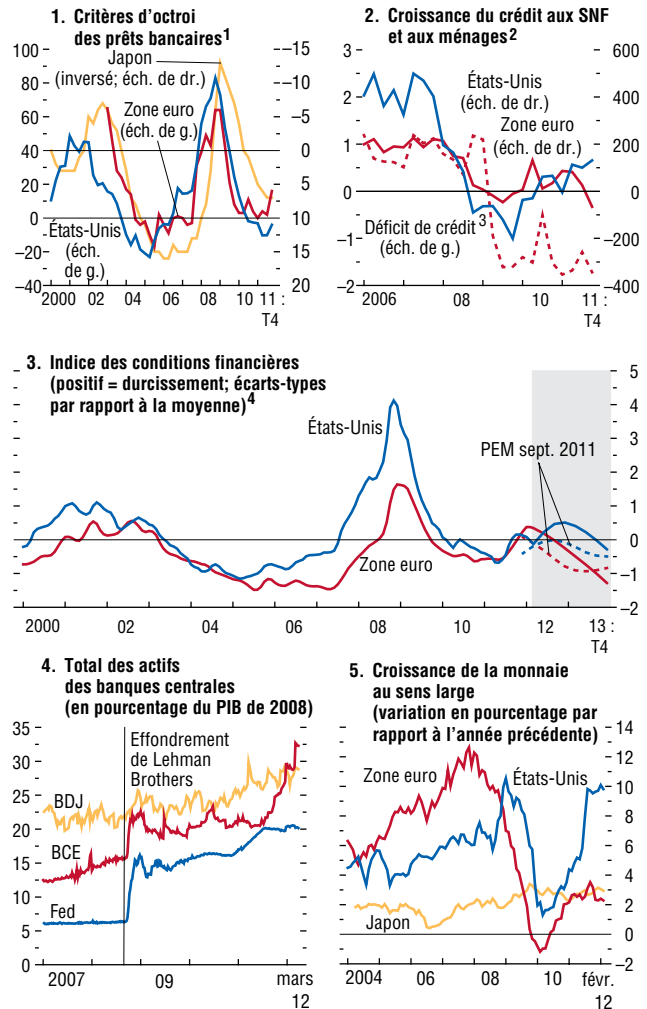 1. Critères d'octroi
des prêts bancaires1
100
80
60
40
20
0
–20
–40
–15
–10
–5
0
5
10
15
20
Japon
(inversé; éch. de dr.)
Zone euro
(éch. de g.)
États-Unis
(éch.
de g.)
2000 02 04 06 08 10 11 :
T4
2. Croissance du crédit aux SNF
et aux ménages2
3
2
1
0
–1
–2
600
400
200
0
–200
–400
États-Unis
(éch. de dr.)
Zone euro
(éch. de dr.)
Déficit de crédit3
(éch. de g.)
2006 08 10 11 :
T4
3. Indice des conditions financières
(positif = durcissement; écarts-types
par rapport à la moyenne)4
5
4
3
2
1
0
–1
–2
États-Unis
PEM sept. 2011
Zone euro
2000 02 04 06 08 10 12 13 :
T4
4. Total des actifs
des banques centrales
(en pourcentage du PIB de 2008)
35
30
25
20
15
10
5
0
Effondrement
de Lehman
Brothers
BDJ
BCE
Fed
2007 09 mars
12
5. Croissance de la monnaie
au sens large
(variation en pourcentage par
rapport à l'année précédente)
14
12
10
8
6
4
2
0
–2
Zone euro
États-Unis
Japon
2004 06 08 10 févr.
12